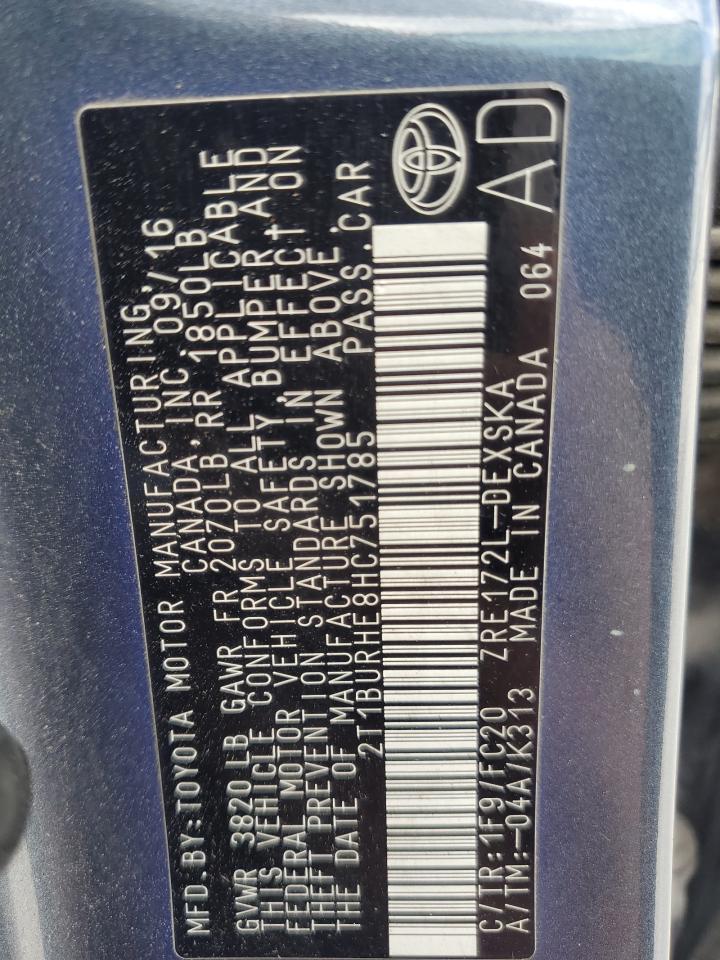 MFD.BY:TOYOTA MOTOR MANUFACTURING,
CANADA, INC. 09/16
GVWR 3820 LB GAWR FR 2070LB RR 1850LB
THIS VEHICLE CONFORMS TO ALL APPLICABLE
FEDERAL MOTOR VEHICLE SAFETY, BUMPER AND
THEFT PREVENTION STANDARDS IN EFFECT ON
THE DATE OF MANUFACTURE SHOWN ABOVE.
2T1BURHE8HC751785 PASS.CAR
C/TR:1F9/FC20 ZRE172L-DEXSKA
A/TM:-04A/K313 MADE IN CANADA 064
AD